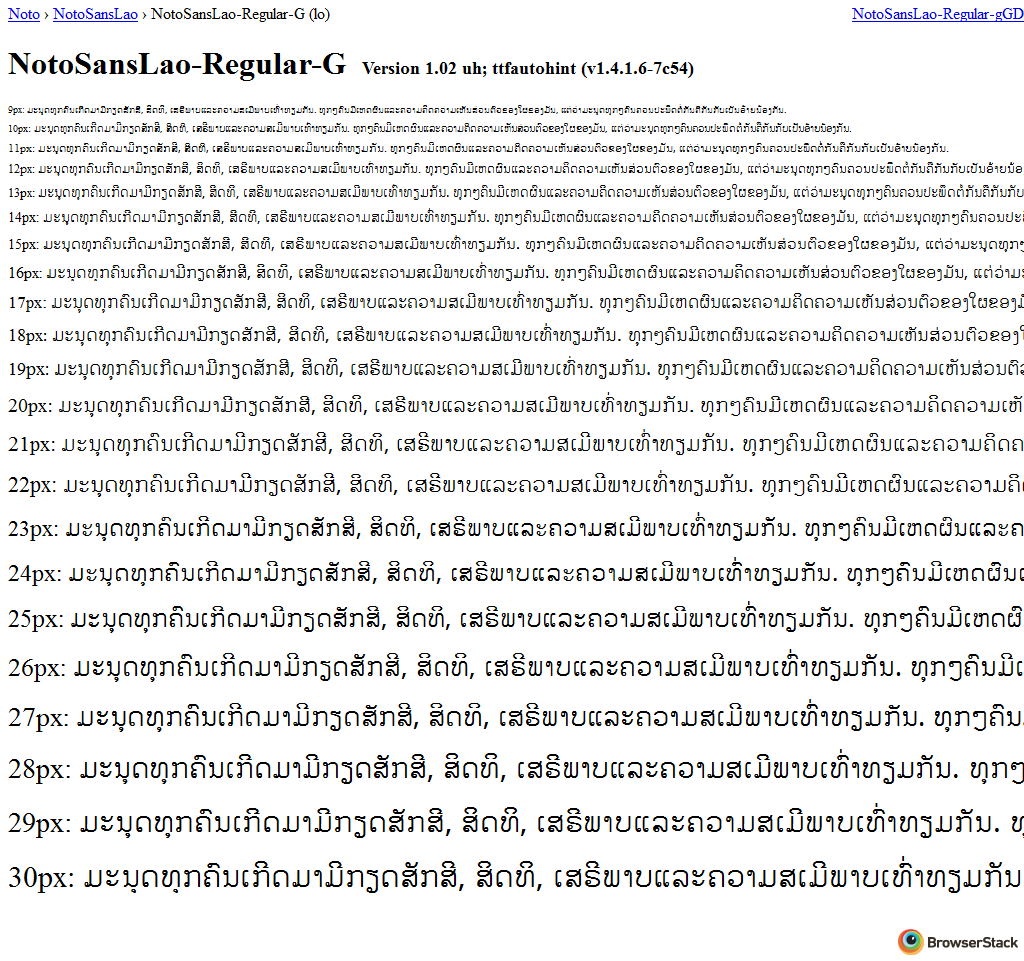 Noto › NotoSansLao › NotoSansLao-Regular-G (lo) NotoSansLao-Regular-gGD
NotoSansLao-Regular-G Version 1.02 uh; ttfautohint (v1.4.1.6-7c54)
9px: ມະນຸດທຸກຄົນເກີດມາມີກຽດສັກສີ, ສິດທິ, ເສຣີພາບແລະຄວາມສເມີພາບເທົ່າທຽມກັນ. ທຸກໆຄົນມີເຫດຜົນແລະຄວາມຄິດຄວາມເຫັນສ່ວນຕົວຂອງໃຜຂອງມັນ, ແຕ່ວ່າມະນຸດທຸກໆຄົນຄວນປະພຶດຕໍ່ກັນຄືກັນກັບເປັນອ້າຍນ້ອງກັນ.
10px: ມະນຸດທຸກຄົນເກີດມາມີກຽດສັກສີ, ສິດທິ, ເສຣີພາບແລະຄວາມສເມີພາບເທົ່າທຽມກັນ. ທຸກໆຄົນມີເຫດຜົນແລະຄວາມຄິດຄວາມເຫັນສ່ວນຕົວຂອງໃຜຂອງມັນ, ແຕ່ວ່າມະນຸດທຸກໆຄົນຄວນປະພຶດຕໍ່ກັນຄືກັນກັບເປັນອ້າຍນ້ອງກັນ.
11px: ມະນຸດທຸກຄົນເກີດມາມີກຽດສັກສີ, ສິດທິ, ເສຣີພາບແລະຄວາມສເມີພາບເທົ່າທຽມກັນ. ທຸກໆຄົນມີເຫດຜົນແລະຄວາມຄິດຄວາມເຫັນສ່ວນຕົວຂອງໃຜຂອງມັນ, ແຕ່ວ່າມະນຸດທຸກໆຄົນຄວນປະພຶດຕໍ່ກັນຄືກັນກັບເປັນອ້າຍນ້ອງກັນ.
12px: ມະນຸດທຸກຄົນເກີດມາມີກຽດສັກສີ, ສິດທິ, ເສຣີພາບແລະຄວາມສເມີພາບເທົ່າທຽມກັນ. ທຸກໆຄົນມີເຫດຜົນແລະຄວາມຄິດຄວາມເຫັນສ່ວນຕົວຂອງໃຜຂອງມັນ, ແຕ່ວ່າມະນຸດທຸກໆຄົນຄວນປະພຶດຕໍ່ກັນຄືກັນກັບເປັນອ້າຍນ້ອ
13px: ມະນຸດທຸກຄົນເກີດມາມີກຽດສັກສີ, ສິດທິ, ເສຣີພາບແລະຄວາມສເມີພາບເທົ່າທຽມກັນ. ທຸກໆຄົນມີເຫດຜົນແລະຄວາມຄິດຄວາມເຫັນສ່ວນຕົວຂອງໃຜຂອງມັນ, ແຕ່ວ່າມະນຸດທຸກໆຄົນຄວນປະພຶດຕໍ່ກັນຄືກັນກັບ
14px: ມະນຸດທຸກຄົນເກີດມາມີກຽດສັກສີ, ສິດທິ, ເສຣີພາບແລະຄວາມສເມີພາບເທົ່າທຽມກັນ. ທຸກໆຄົນມີເຫດຜົນແລະຄວາມຄິດຄວາມເຫັນສ່ວນຕົວຂອງໃຜຂອງມັນ, ແຕ່ວ່າມະນຸດທຸກໆຄົນຄວນປະ
15px: ມະນຸດທຸກຄົນເກີດມາມີກຽດສັກສີ, ສິດທິ, ເສຣີພາບແລະຄວາມສເມີພາບເທົ່າທຽມກັນ. ທຸກໆຄົນມີເຫດຜົນແລະຄວາມຄິດຄວາມເຫັນສ່ວນຕົວຂອງໃຜຂອງມັນ, ແຕ່ວ່າມະນຸດທຸກໆ
16px: ມະນຸດທຸກຄົນເກີດມາມີກຽດສັກສີ, ສິດທິ, ເສຣີພາບແລະຄວາມສເມີພາບເທົ່າທຽມກັນ. ທຸກໆຄົນມີເຫດຜົນແລະຄວາມຄິດຄວາມເຫັນສ່ວນຕົວຂອງໃຜຂອງມັນ, ແຕ່ວ່າມະ
17px: ມະນຸດທຸກຄົນເກີດມາມີກຽດສັກສີ, ສິດທິ, ເສຣີພາບແລະຄວາມສເມີພາບເທົ່າທຽມກັນ. ທຸກໆຄົນມີເຫດຜົນແລະຄວາມຄິດຄວາມເຫັນສ່ວນຕົວຂອງໃຜຂອງມັ
18px: ມະນຸດທຸກຄົນເກີດມາມີກຽດສັກສີ, ສິດທິ, ເສຣີພາບແລະຄວາມສເມີພາບເທົ່າທຽມກັນ. ທຸກໆຄົນມີເຫດຜົນແລະຄວາມຄິດຄວາມເຫັນສ່ວນຕົວຂອງໃ
19px: ມະນຸດທຸກຄົນເກີດມາມີກຽດສັກສີ, ສິດທິ, ເສຣີພາບແລະຄວາມສເມີພາບເທົ່າທຽມກັນ. ທຸກໆຄົນມີເຫດຜົນແລະຄວາມຄິດຄວາມເຫັນສ່ວນຕົວ
20px: ມະນຸດທຸກຄົນເກີດມາມີກຽດສັກສີ, ສິດທິ, ເສຣີພາບແລະຄວາມສເມີພາບເທົ່າທຽມກັນ. ທຸກໆຄົນມີເຫດຜົນແລະຄວາມຄິດຄວາມເຫັ
21px: ມະນຸດທຸກຄົນເກີດມາມີກຽດສັກສີ, ສິດທິ, ເສຣີພາບແລະຄວາມສເມີພາບເທົ່າທຽມກັນ. ທຸກໆຄົນມີເຫດຜົນແລະຄວາມຄິດຄ
22px: ມະນຸດທຸກຄົນເກີດມາມີກຽດສັກສີ, ສິດທິ, ເສຣີພາບແລະຄວາມສເມີພາບເທົ່າທຽມກັນ. ທຸກໆຄົນມີເຫດຜົນແລະຄວາມຄິ
23px: ມະນຸດທຸກຄົນເກີດມາມີກຽດສັກສີ, ສິດທິ, ເສຣີພາບແລະຄວາມສເມີພາບເທົ່າທຽມກັນ. ທຸກໆຄົນມີເຫດຜົນແລະຄ
24px: ມະນຸດທຸກຄົນເກີດມາມີກຽດສັກສີ, ສິດທິ, ເສຣີພາບແລະຄວາມສເມີພາບເທົ່າທຽມກັນ. ທຸກໆຄົນມີເຫດຜົນແ
25px: ມະນຸດທຸກຄົນເກີດມາມີກຽດສັກສີ, ສິດທິ, ເສຣີພາບແລະຄວາມສເມີພາບເທົ່າທຽມກັນ. ທຸກໆຄົນມີເຫດຜົ
26px: ມະນຸດທຸກຄົນເກີດມາມີກຽດສັກສີ, ສິດທິ, ເສຣີພາບແລະຄວາມສເມີພາບເທົ່າທຽມກັນ. ທຸກໆຄົນມີເ
27px: ມະນຸດທຸກຄົນເກີດມາມີກຽດສັກສີ, ສິດທິ, ເສຣີພາບແລະຄວາມສເມີພາບເທົ່າທຽມກັນ. ທຸກໆຄົນ
28px: ມະນຸດທຸກຄົນເກີດມາມີກຽດສັກສີ, ສິດທິ, ເສຣີພາບແລະຄວາມສເມີພາບເທົ່າທຽມກັນ. ທຸກໆ
29px: ມະນຸດທຸກຄົນເກີດມາມີກຽດສັກສີ, ສິດທິ, ເສຣີພາບແລະຄວາມສເມີພາບເທົ່າທຽມກັນ. ທຸ
30px: ມະນຸດທຸກຄົນເກີດມາມີກຽດສັກສີ, ສິດທິ, ເສຣີພາບແລະຄວາມສເມີພາບເທົ່າທຽມກັນ
BrowserStack